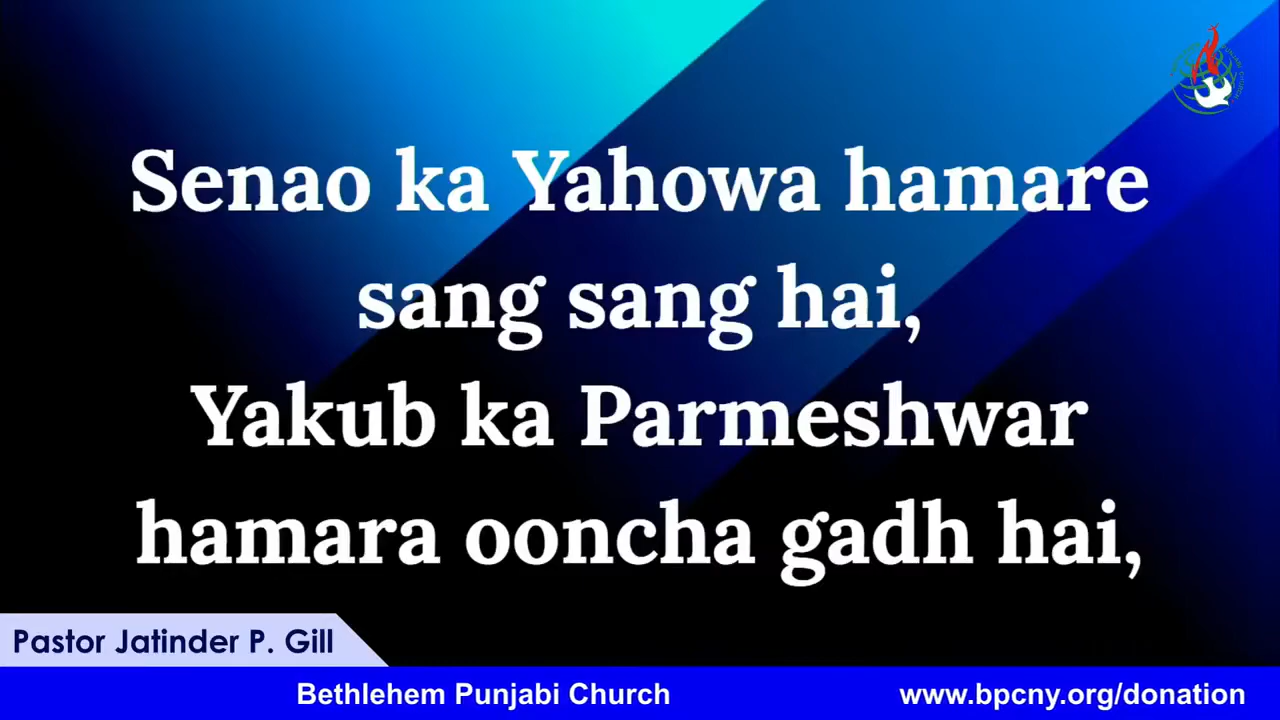 Senao ka Yahowa hamare
sang sang hai,
Yakub ka Parmeshwar
hamara ooncha gadh hai,
Pastor Jatinder P. Gill
Bethlehem Punjabi Church
www.bpcny.org/donation